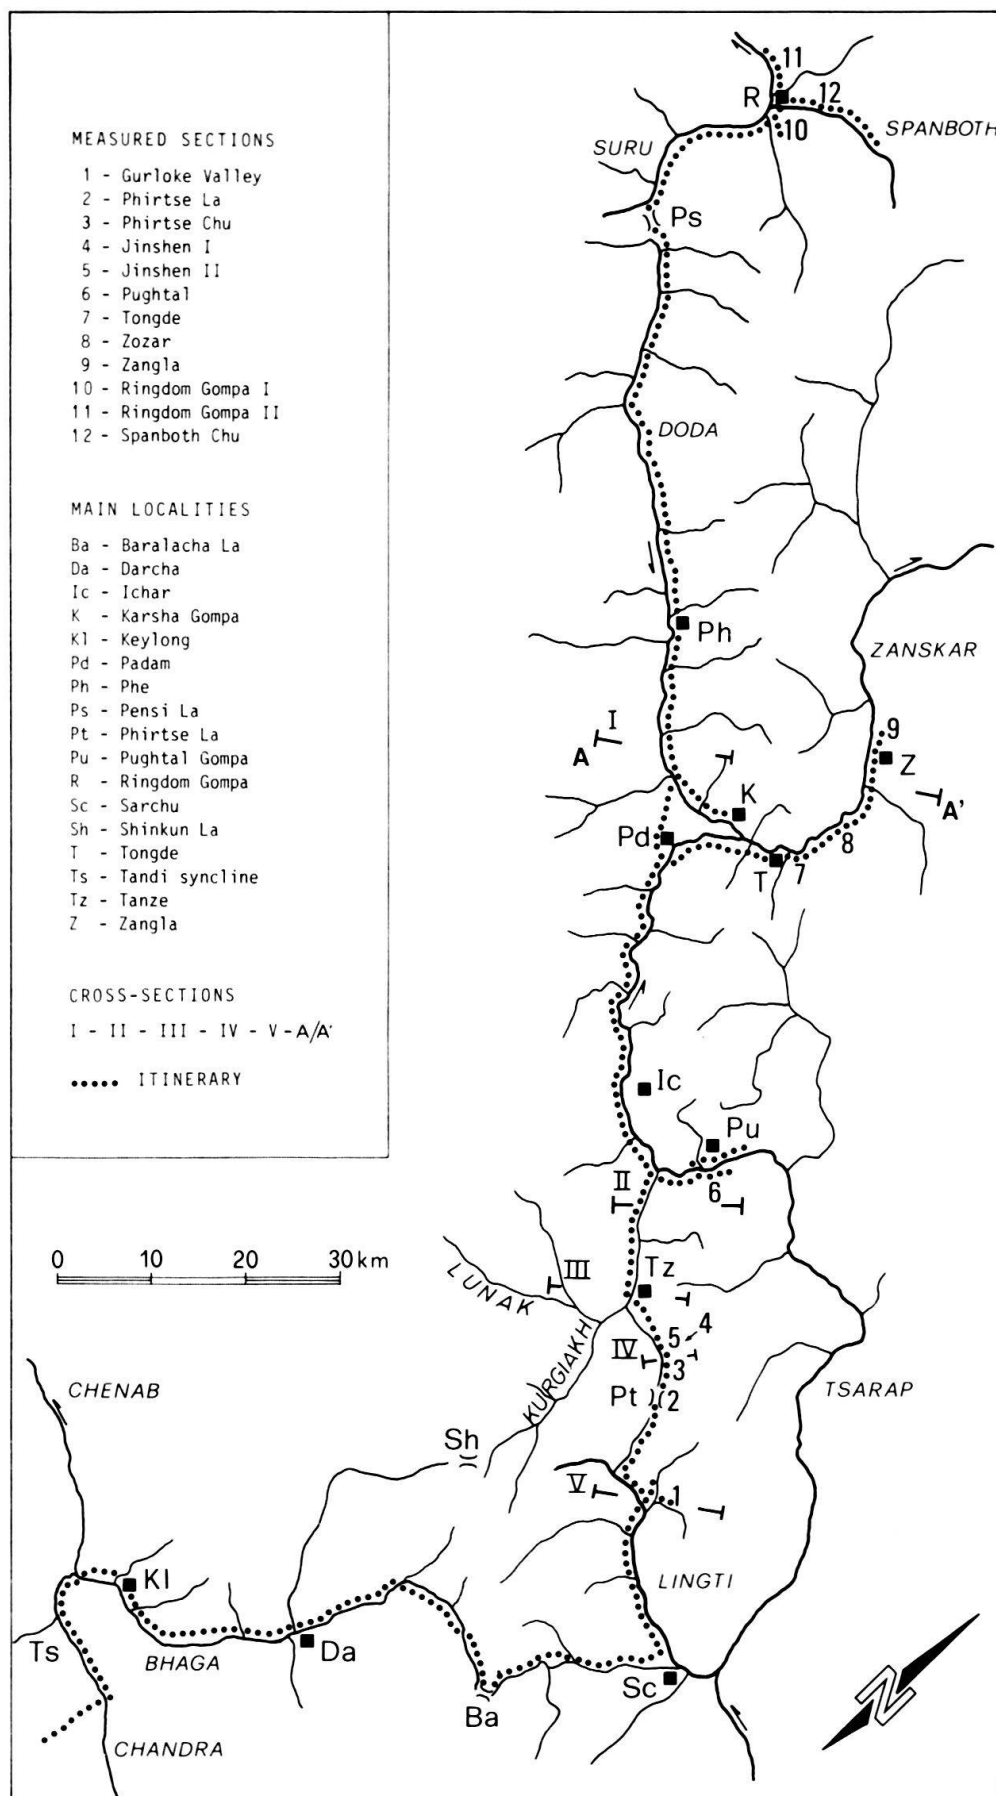 MEASURED SECTIONS
1 - Gurloke Valley
2 - Phirtse La
3 - Phirtse Chu
4 - Jinshen I
5 - Jinshen II
6 - Pughtal
7 - Tongde
8 - Zozar
9 - Zangla
10 - Ringdom Gompa I
11 - Ringdom Gompa II
12 - Spanboth Chu
MAIN LOCALITIES
Ba - Baralacha La
Da - Darcha
Ic - Ichar
K - Karsha Gompa
Kl - Keylong
Pd - Padam
Ph - Phe
Ps - Pensi La
Pt - Phirtse La
Pu - Pughtal Gompa
R - Ringdom Gompa
Sc - Sarchu
Sh - Shinkun La
T - Tongde
Ts - Tandi syncline
Tz - Tanze
Z - Zangla
CROSS-SECTIONS
I - II - III - IV - V - A/A'
ITINERARY
11
R
12
10
SPANBOTH
SURU
Ps
DODA
Ph
ZANSKAR
I
A
9
Z
K
A'
Pd
8
T
7
Ic
Pu
II
6
0 10 20 30 km
III
Tz
LUNAK
4
5
KURGIAKH
IV
3
CHENAB
Pt
2
TSARAP
Sh
V
1
Kl
LINGTI
Ts
Da
BHAGA
Sc
Ba
CHANDRA
N